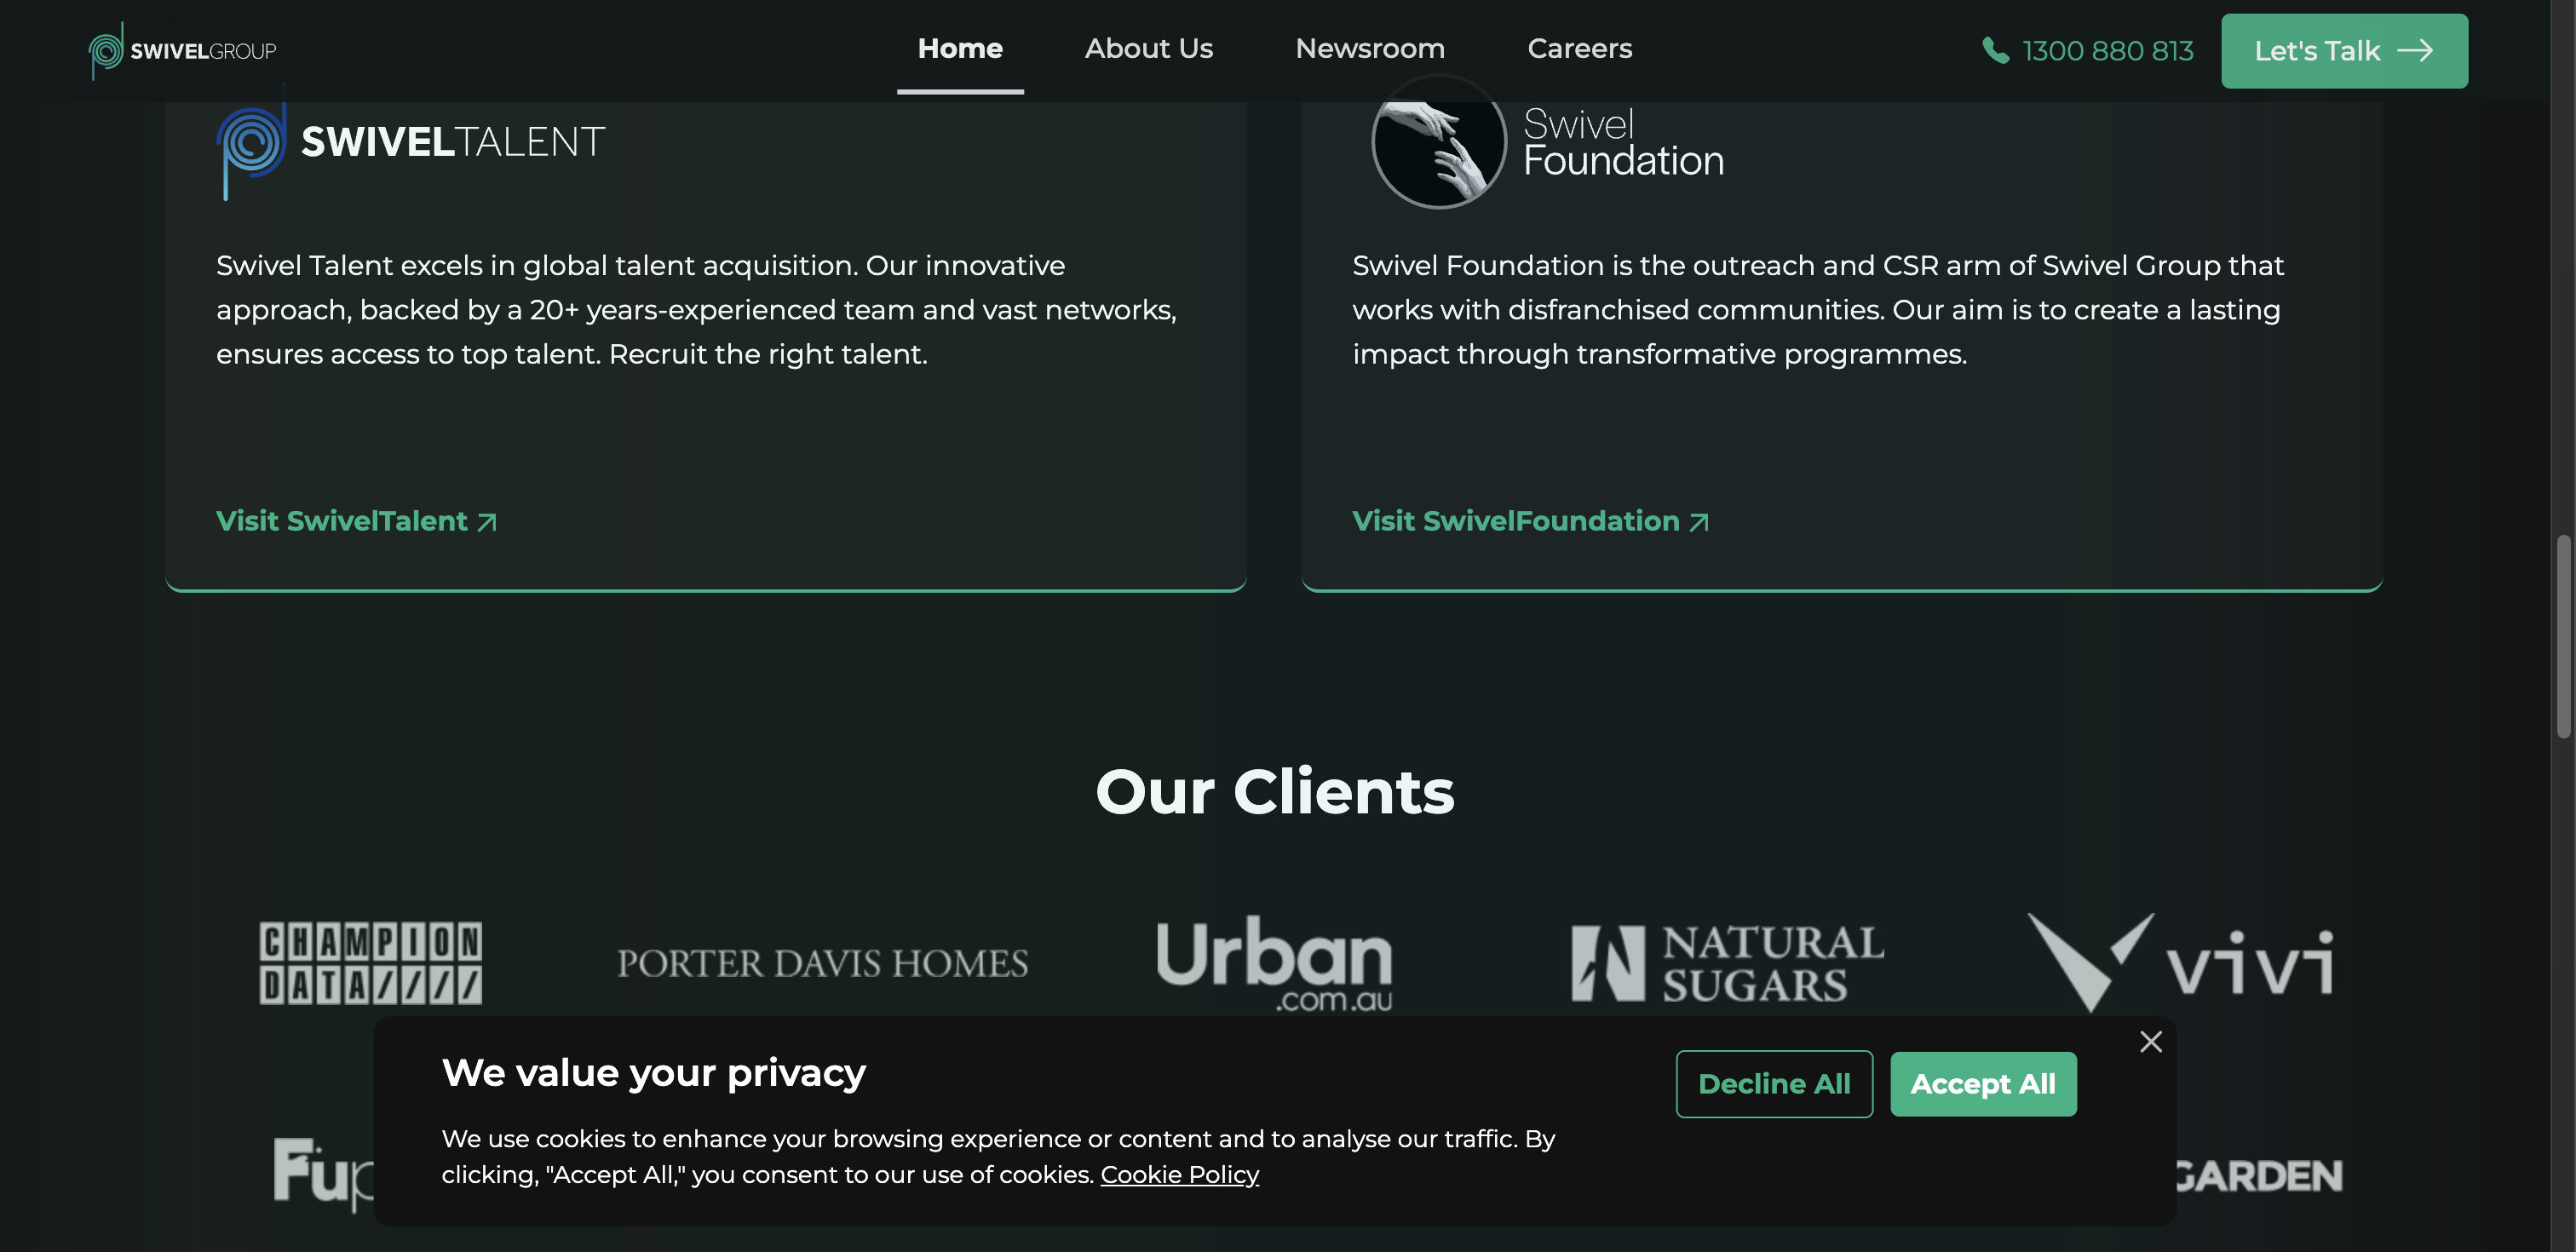 SWIVELGROUP
Home
About Us
Newsroom
Careers
1300 880 813
Let's Talk
SWIVELTALENT
Swivel Talent excels in global talent acquisition. Our innovative
approach, backed by a 20+ years-experienced team and vast networks,
ensures access to top talent. Recruit the right talent.
Visit SwivelTalent
Swivel
Foundation
Swivel Foundation is the outreach and CSR arm of Swivel Group that
works with disfranchised communities. Our aim is to create a lasting
impact through transformative programmes.
Visit SwivelFoundation
Our Clients
CHAMPION
DATA////
PORTER DAVIS HOMES
Urban
.com.au
NATURAL
SUGARS
vivi
We value your privacy
We use cookies to enhance your browsing experience or content and to analyse our traffic. By
clicking, "Accept All," you consent to our use of cookies. Cookie Policy
Decline All
Accept All
GARDEN